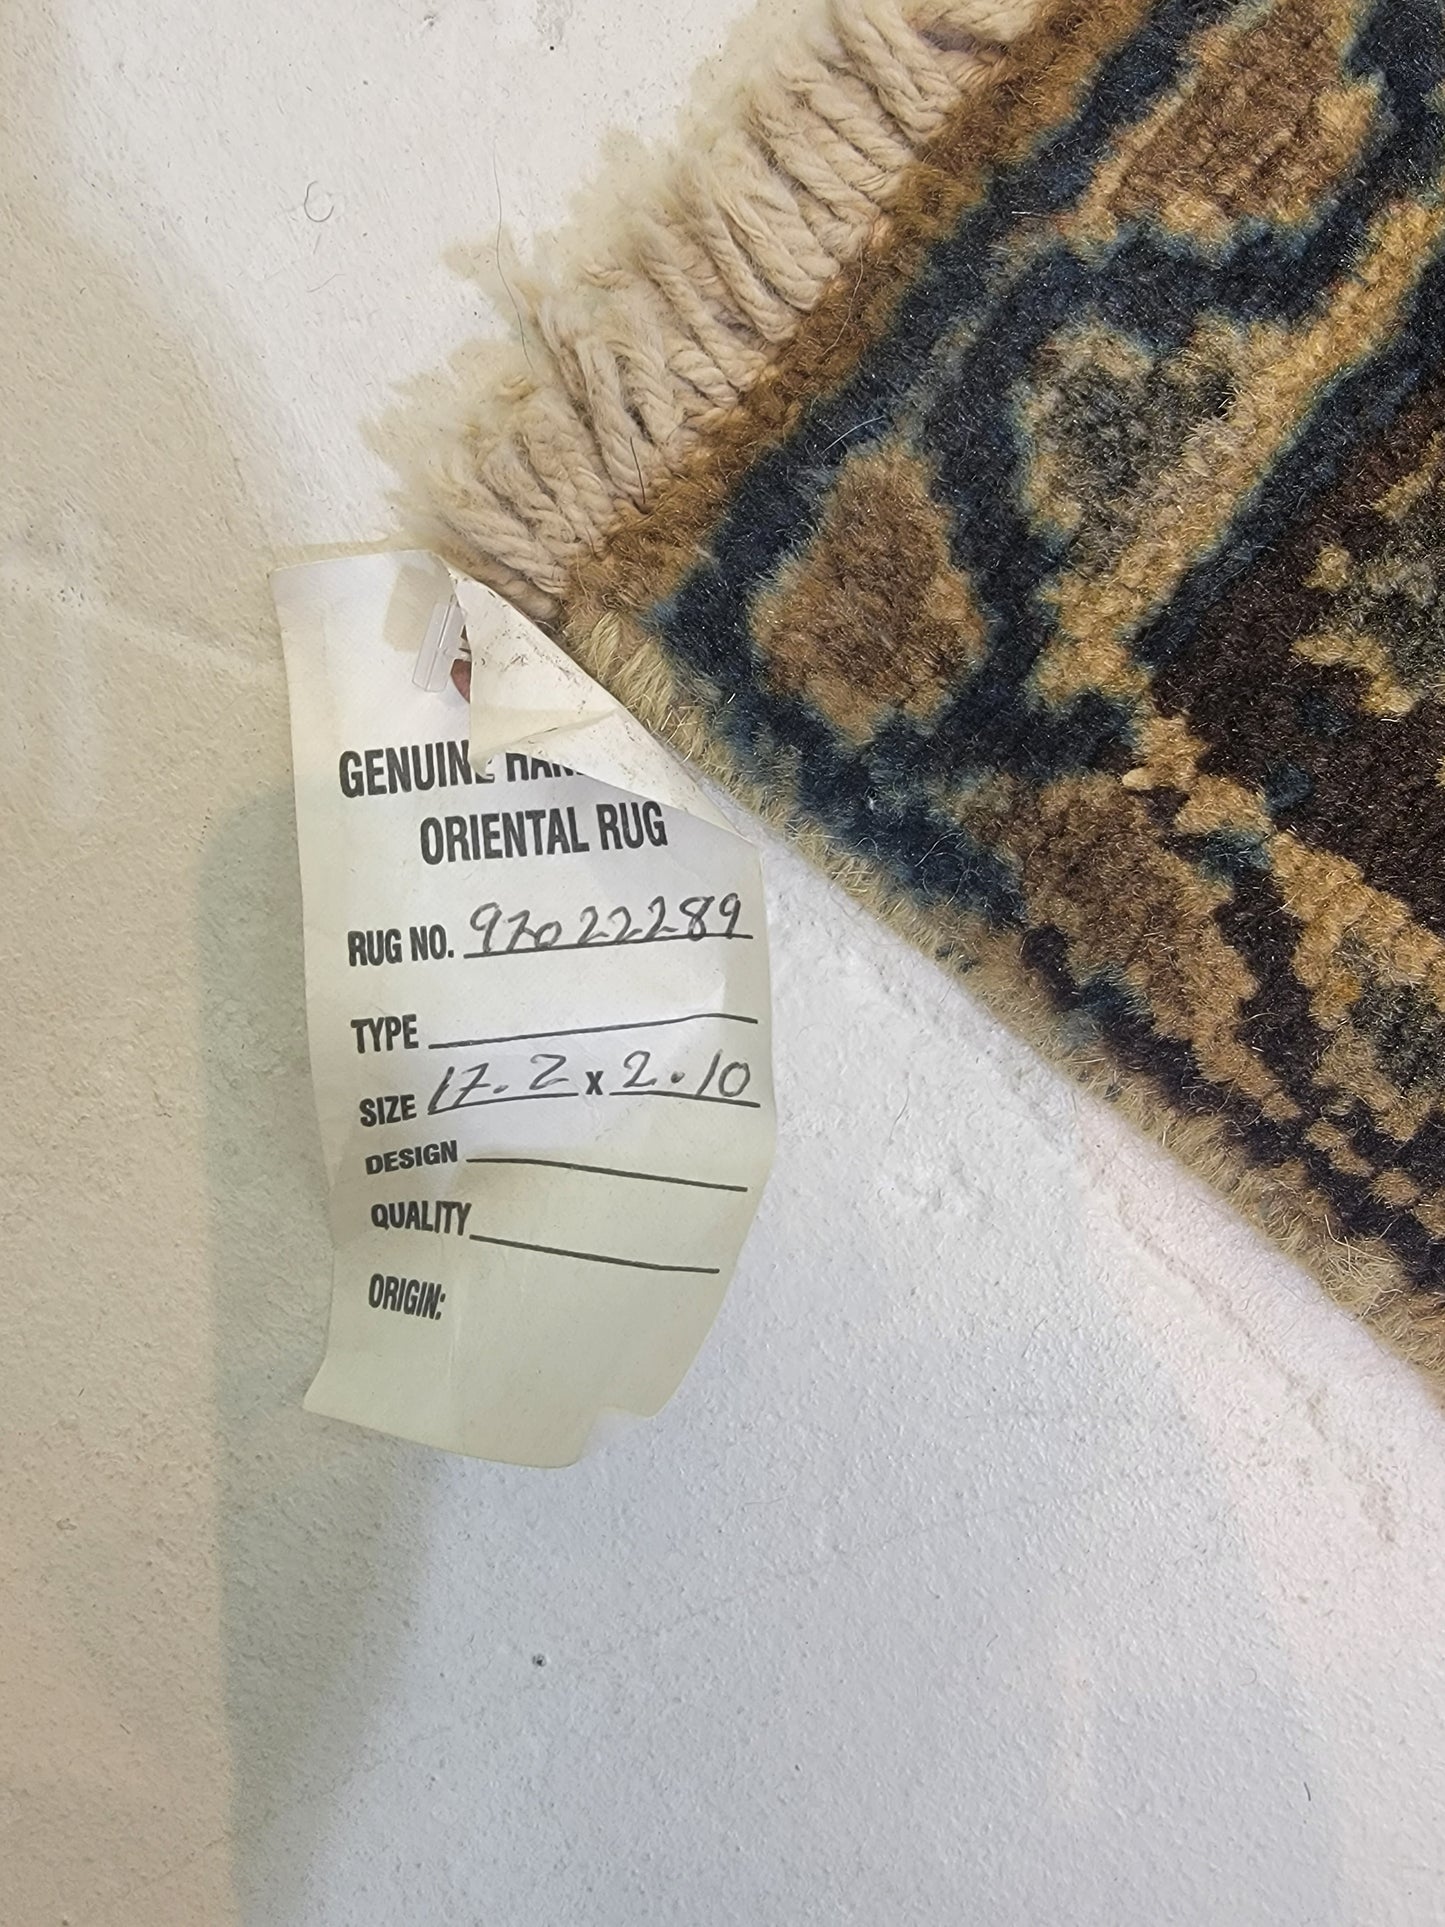 GENUINE
ORIENTAL RUG
RUG NO. 97022289
TYPE
SIZE 17.2 x 2.10
DESIGN
QUALITY
ORIGIN: